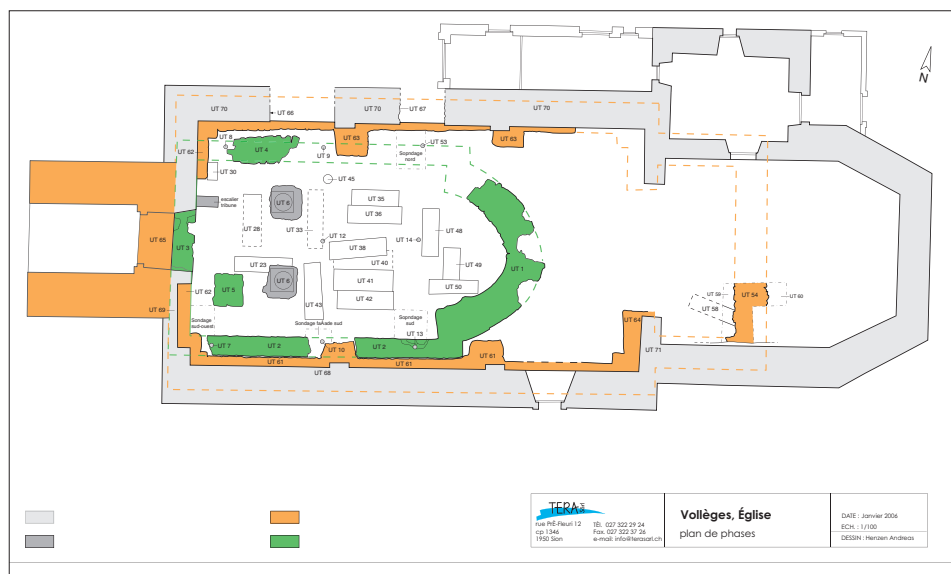 N
UT 70
UT 66
UT 70
UT 67
UT 70
UT 8
UT 4
UT 63
UT 9
UT 53
UT 63
UT 62
Sopndage
nord
UT 30
UT 45
escalier
tribune
UT 6
UT 35
UT 36
UT 28
UT 33
UT 12
UT 14
UT 48
UT 65
UT 3
UT 38
UT 40
UT 49
UT 1
UT 23
UT 6
UT 41
UT 50
UT 5
UT 62
UT 43
UT 42
UT 59
UT 54
UT 60
UT 58
UT 69
Sondage
sud-ouest
Sondage faÁade sud
Sopndage
sud
UT 64
UT 13
UT 7
UT 2
UT 10
UT 2
UT 61
UT 71
UT 61
UT 61
UT 68
TERA sàrl
rue PrÈ-Fleuri 12
cp 1346
1950 Sion
TÈl. 027 322 29 24
Fax. 027 322 37 26
e-mail: info@terasarl.ch
Vollèges, Église
plan de phases
DATE : Janvier 2006
ECH. : 1/100
DESSIN : Henzen Andreas